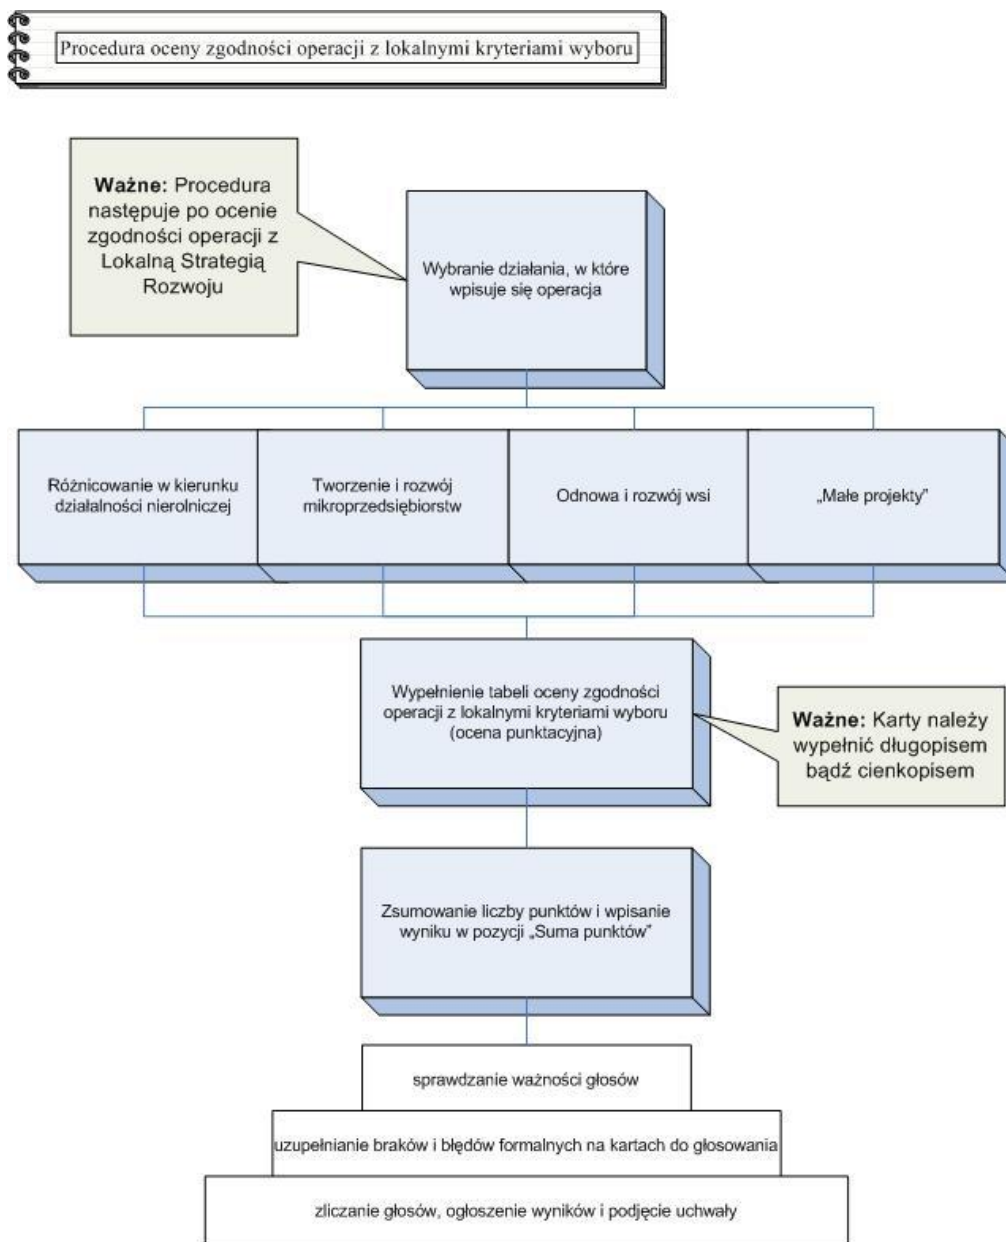 Procedura oceny zgodności operacji z lokalnymi kryteriami wyboru
Ważne: Procedura
następuje po ocenie
zgodności operacji z
Lokalną Strategią
Rozwoju
Wybranie działania, w które
wpisuje się operacja
Różnicowanie w kierunku
działalności nierolniczej
Tworzenie i rozwój
mikroprzedsiębiorstw
Odnowa i rozwój wsi
„Małe projekty”
Wypełnienie tabeli oceny zgodności
operacji z lokalnymi kryteriami wyboru
(ocena punktacyjna)
Ważne: Karty należy
wypełnić długopisem
bądź cienkopisem
Zsumowanie liczby punktów i wpisanie
wyniku w pozycji „Suma punktów”
sprawdzanie ważności głosów
uzupełnianie braków i błędów formalnych na kartach do głosowania
zliczanie głosów, ogłoszenie wyników i podjęcie uchwały